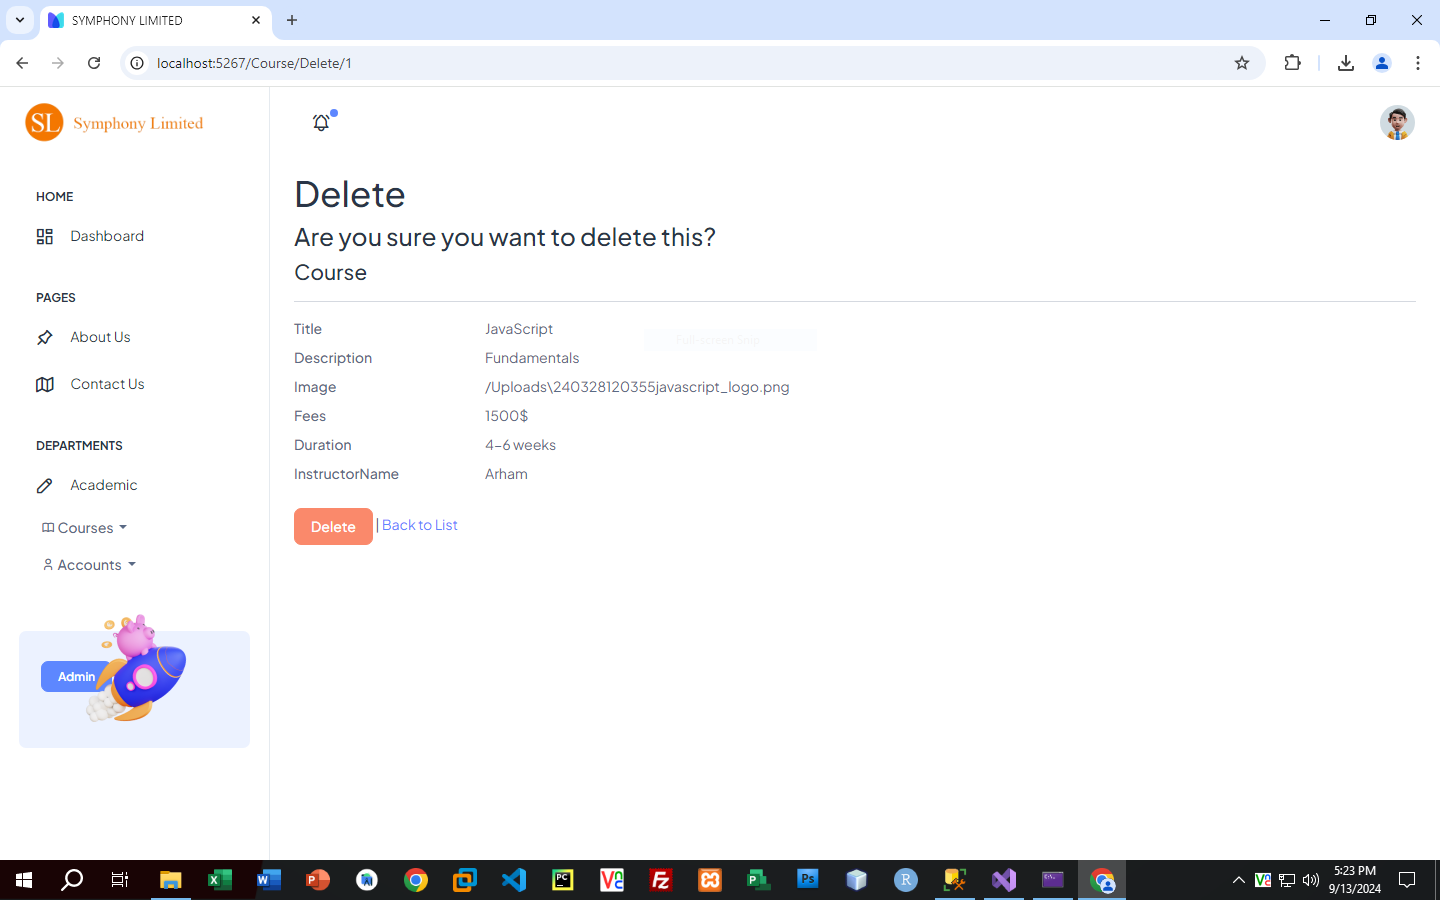 SYMPHONY LIMITED
localhost:5267/Course/Delete/1
SL Symphony Limited
HOME
Dashboard
PAGES
About Us
Contact Us
DEPARTMENTS
Academic
Courses
Accounts
Admin
Delete
Are you sure you want to delete this?
Course
Title JavaScript
Description Fundamentals
Image /Uploads\240328120355javascript_logo.png
Fees 1500$
Duration 4-6 weeks
InstructorName Arham
Full-screen Snip
Delete | Back to List
5:23 PM
9/13/2024